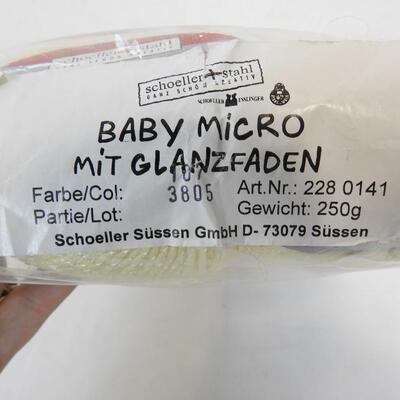 schoeller+stahl
GANZ SCHÖN KREATIV
SCHOELLER ESSLINGER
BABY MICRO
MIT GLANZFADEN
107
Farbe/Col: 3805 Art.Nr.: 228 0141
Partie/Lot: Gewicht: 250g
Schoeller Süssen GmbH D- 73079 Süssen